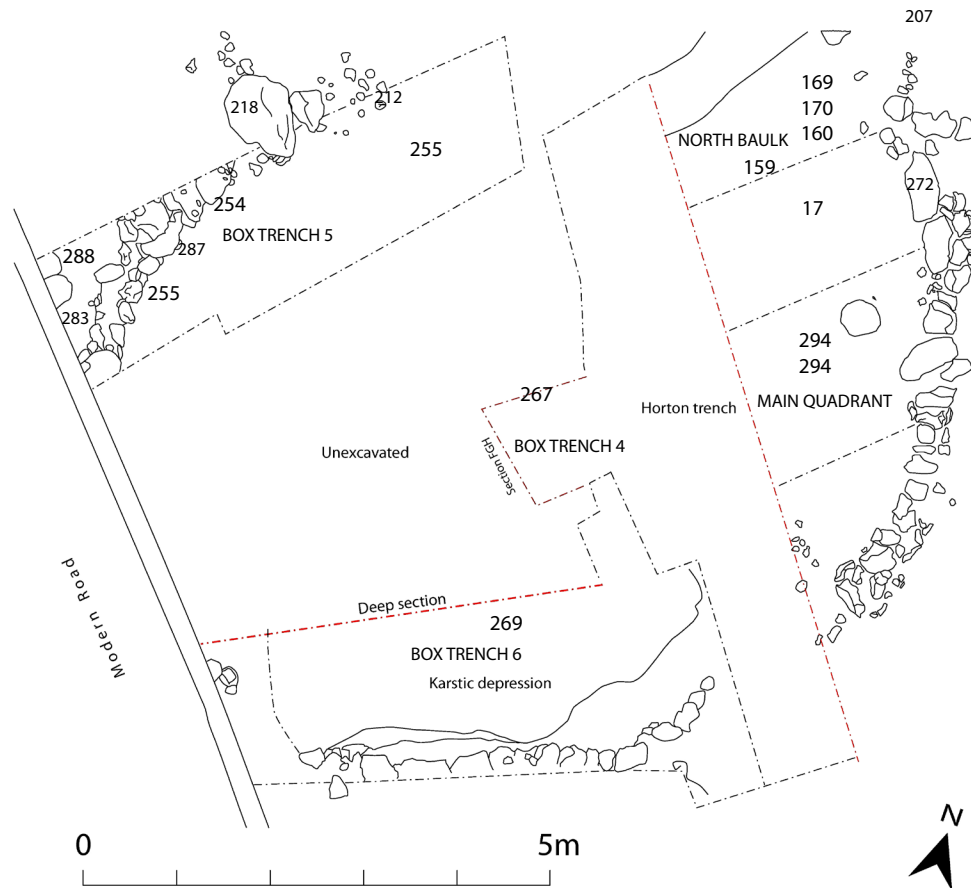 207
218
212
169
170
160
NORTH BAULK
159
255
272
254
17
BOX TRENCH 5
287
288
255
283
294
294
267
Horton trench
MAIN QUADRANT
BOX TRENCH 4
Unexcavated
Section FGH
Deep section
269
BOX TRENCH 6
Karstic depression
Modern Road
N
0
5m